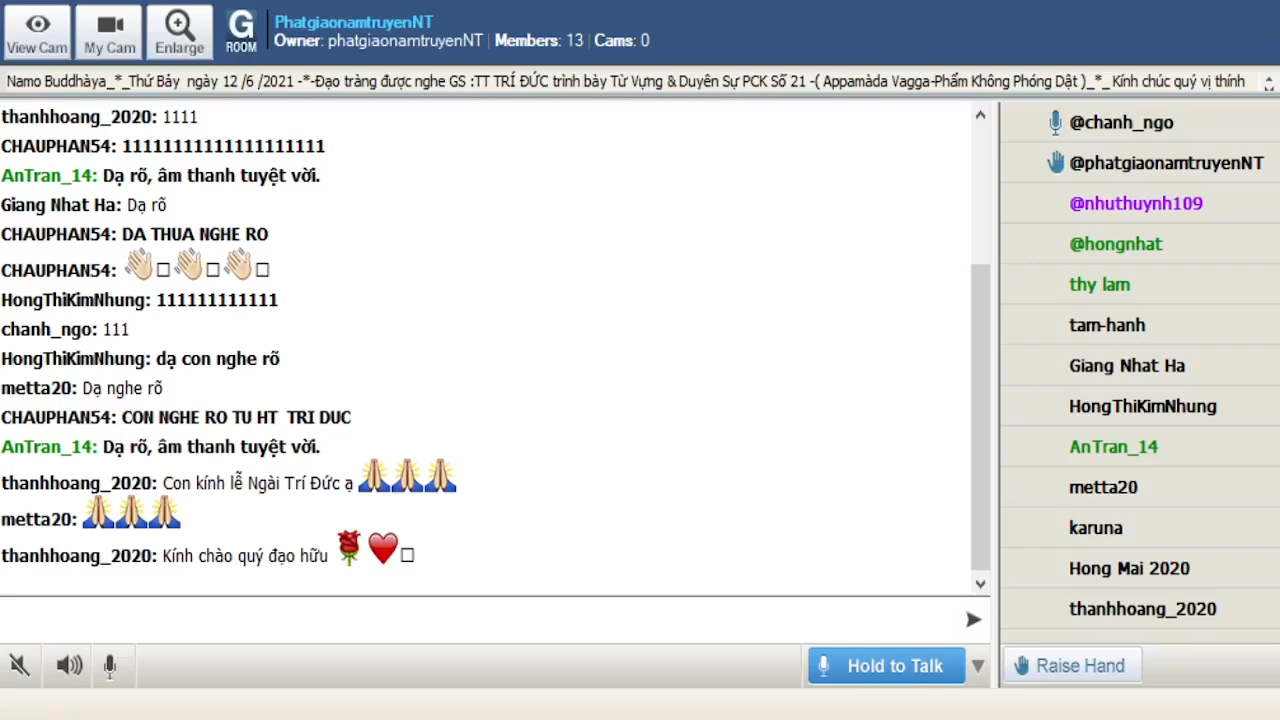 View Cam
My Cam
Enlarge
G
ROOM
PhatgiaonamtruyenNT
Owner: phatgiaonamtruyenNT | Members: 13 | Cams: 0
Namo Buddhàya_*_Thứ Bảy ngày 12 /6 /2021 -*-Đạo tràng được nghe GS :TT TRÍ ĐỨC trình bày Từ Vựng & Duyên Sự PCK Số 21 -( Appamàda Vagga-Phẩm Không Phóng Dật )_*_ Kính chúc quý vị thính
thanhhoang_2020: 1111
CHAUPHAN54: 11111111111111111111
AnTran_14: Dạ rõ, âm thanh tuyệt vời.
Giang Nhat Ha: Dạ rõ
CHAUPHAN54: DA THUA NGHE RO
CHAUPHAN54: 👋🏻□👋🏻□👋🏻□
HongThiKimNhung: 111111111111
chanh_ngo: 111
HongThiKimNhung: dạ con nghe rõ
metta20: Dạ nghe rõ
CHAUPHAN54: CON NGHE RO TU HT TRI DUC
AnTran_14: Dạ rõ, âm thanh tuyệt vời.
thanhhoang_2020: Con kính lễ Ngài Trí Đức ạ 🙏🙏🙏
metta20: 🙏🙏🙏
thanhhoang_2020: Kính chào quý đạo hữu 🌹❤□
Hold to Talk
@chanh_ngo
@phatgiaonamtruyenNT
@nhuthuynh109
@hongnhat
thy lam
tam-hanh
Giang Nhat Ha
HongThiKimNhung
AnTran_14
metta20
karuna
Hong Mai 2020
thanhhoang_2020
Raise Hand